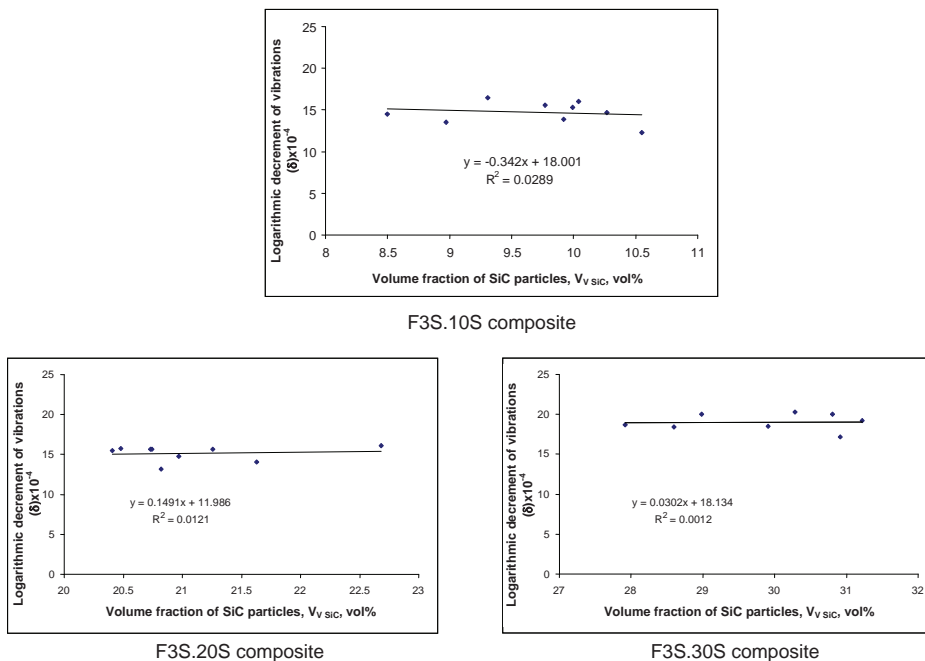 Logarithmic decrement of vibrations
(δ)x10-4
25
20
15
10
5
0
y = -0.342x + 18.001
R2 = 0.0289
8 8.5 9 9.5 10 10.5 11
Volume fraction of SiC particles, VV SiC, vol%
F3S.10S composite
Logarithmic decrement of vibrations
(δ)x10-4
25
20
15
10
5
0
y = 0.1491x + 11.986
R2 = 0.0121
20 20.5 21 21.5 22 22.5 23
Volume fraction of SiC particles, VV SiC, vol%
F3S.20S composite
Logarithmic decrement of vibrations
(δ)x10-4
25
20
15
10
5
0
y = 0.0302x + 18.134
R2 = 0.0012
27 28 29 30 31 32
Volume fraction of SiC particles, VV SiC, vol%
F3S.30S composite